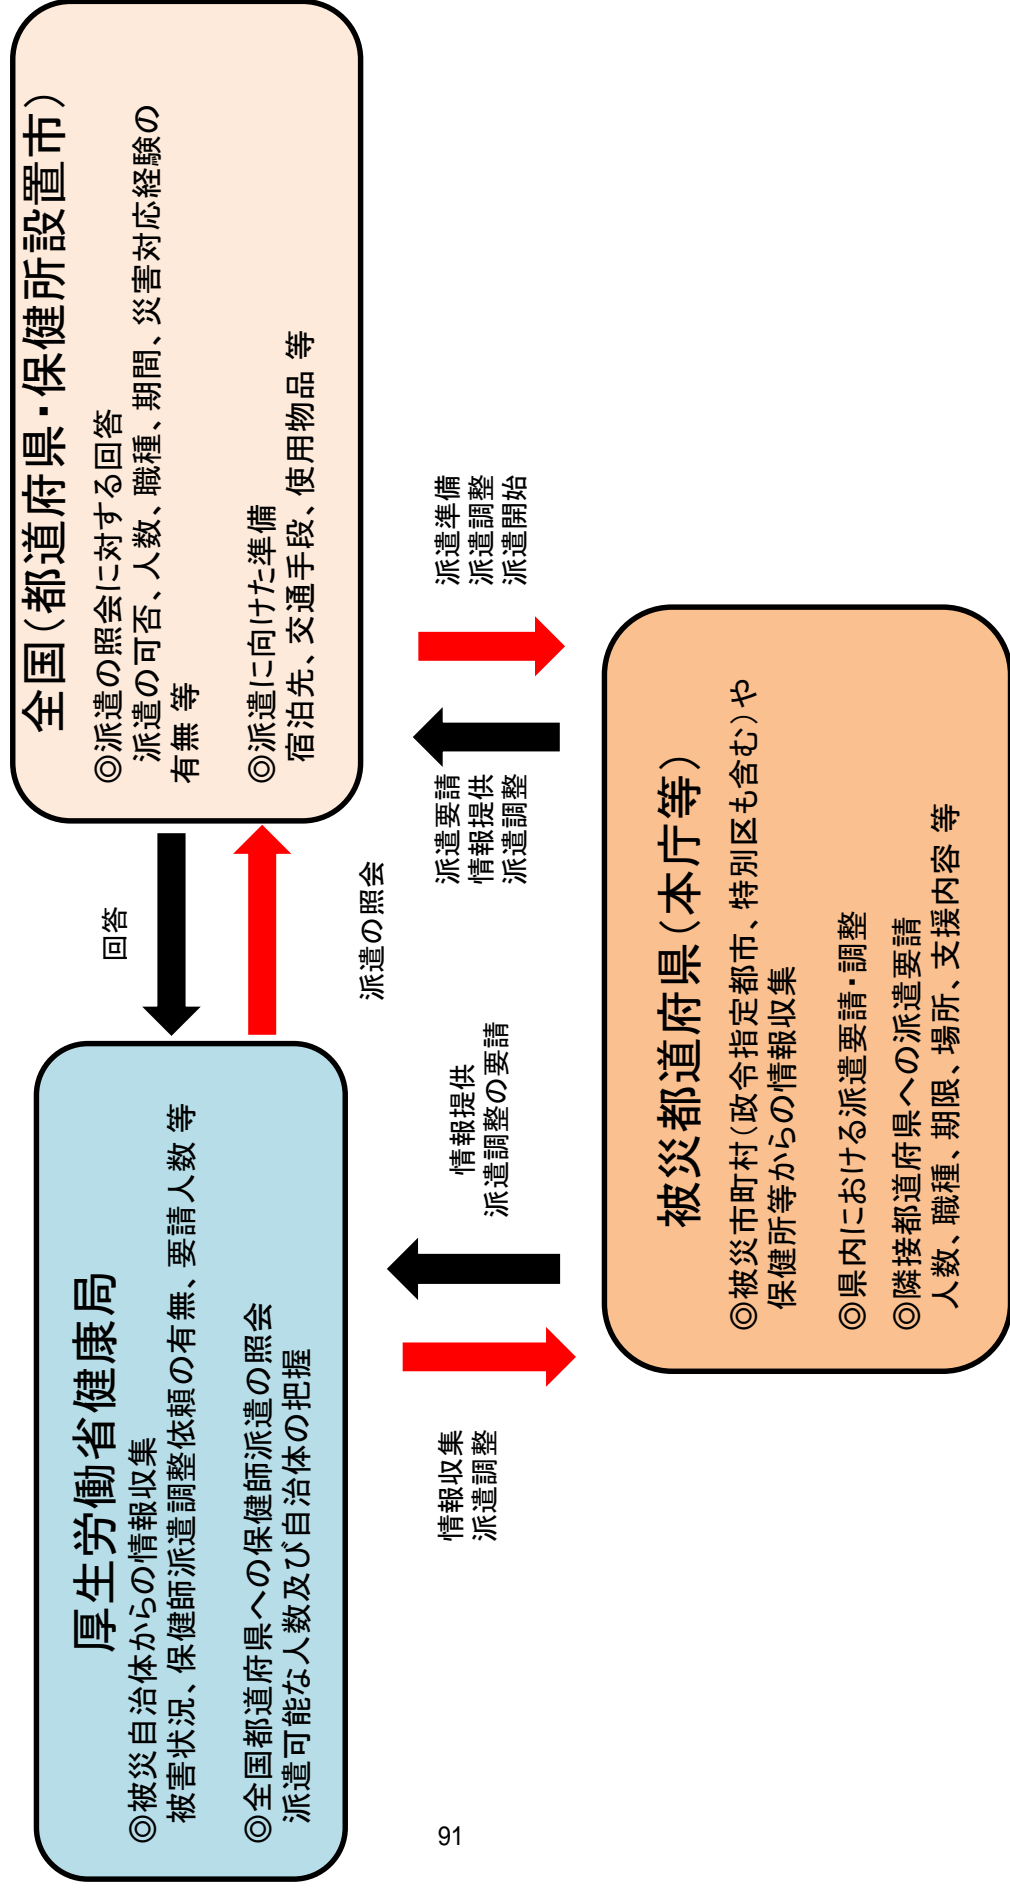 厚生労働省健康局
◎被災自治体からの情報収集
被害状況、保健師派遣調整依頼の有無、要請人数 等
◎全国都道府県への保健師派遣の照会
派遣可能な人数及び自治体の把握
回答
派遣の照会
全国（都道府県・保健所設置市）
◎派遣の照会に対する回答
派遣の可否、人数、職種、期間、災害対応経験の
有無 等
◎派遣に向けた準備
宿泊先、交通手段、使用物品 等
情報収集
派遣調整
情報提供
派遣調整の要請
派遣要請
情報提供
派遣調整
派遣準備
派遣調整
派遣開始
被災都道府県（本庁等）
◎被災市町村（政令指定都市、特別区も含む）や
保健所等からの情報収集
◎県内における派遣要請・調整
◎隣接都道府県への派遣要請
人数、職種、期限、場所、支援内容 等
91